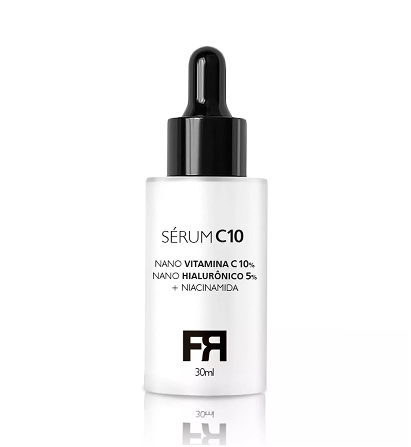 SÉRUM C10
NANO VITAMINA C 10%
NANO HIALURÔNICO 5%
+ NIACINAMIDA
FR
30ml